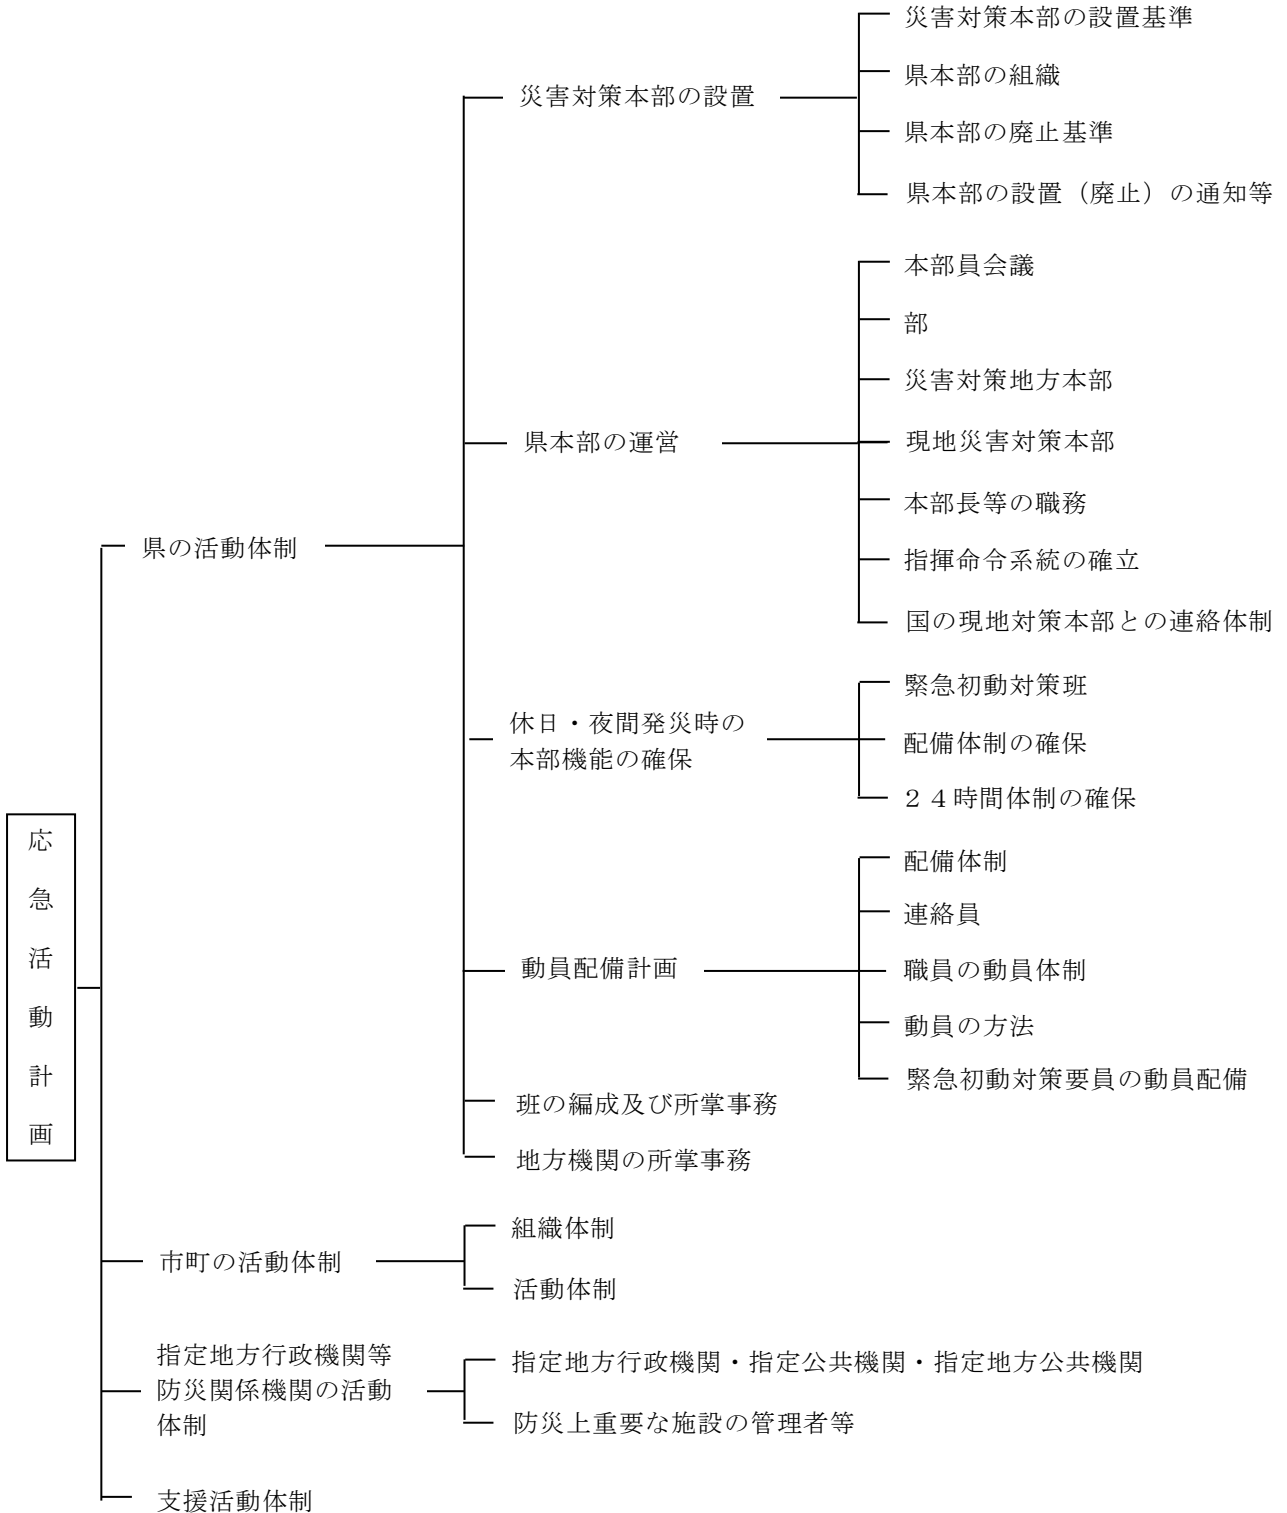 災害対策本部の設置基準
県本部の組織
災害対策本部の設置
県本部の廃止基準
県本部の設置（廃止）の通知等
本部員会議
部
災害対策地方本部
県本部の運営
現地災害対策本部
本部長等の職務
県の活動体制
指揮命令系統の確立
国の現地対策本部との連絡体制
緊急初動対策班
休日・夜間発災時の
本部機能の確保
配備体制の確保
２４時間体制の確保
応急活動計画
配備体制
連絡員
動員配備計画
職員の動員体制
動員の方法
緊急初動対策要員の動員配備
班の編成及び所掌事務
地方機関の所掌事務
市町の活動体制
組織体制
活動体制
指定地方行政機関等
防災関係機関の活動
体制
指定地方行政機関・指定公共機関・指定地方公共機関
防災上重要な施設の管理者等
支援活動体制